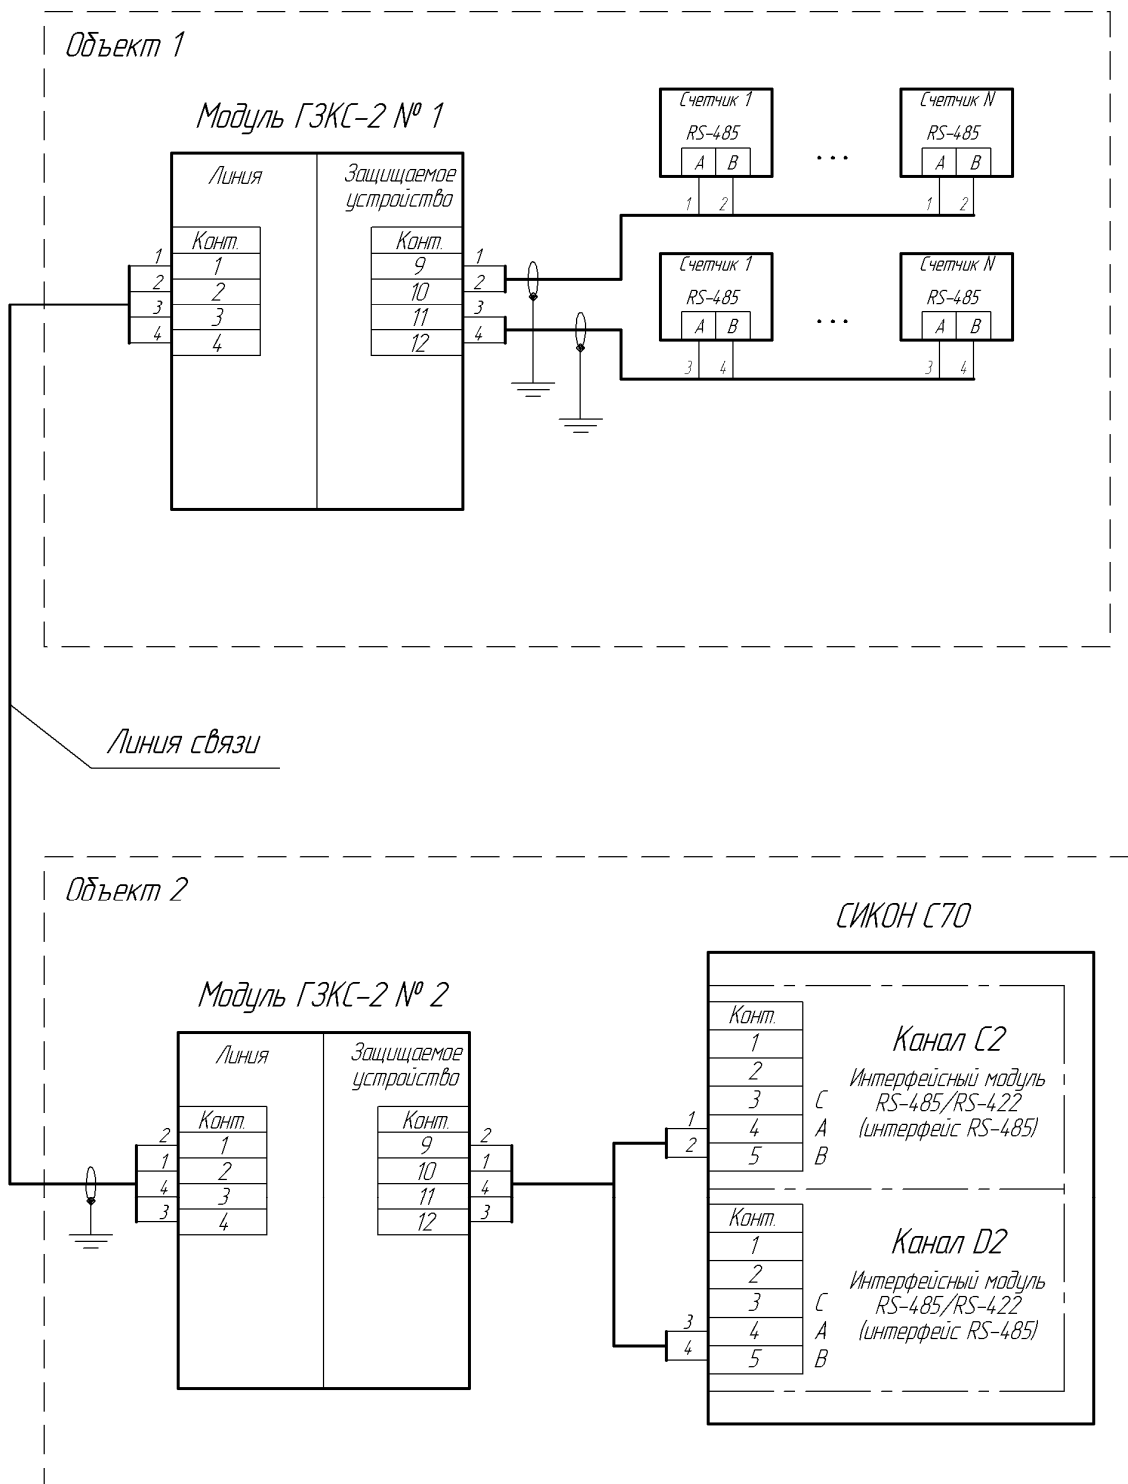 Объект 1
Модуль ГЗКС-2 № 1
Линия
Защищаемое
устройство
Конт.
1
2
3
4
1
2
3
4
Конт.
9
10
11
12
1
2
3
4
Счетчик 1
RS-485
A B
1 2
...
Счетчик N
RS-485
A B
1 2
Счетчик 1
RS-485
A B
3 4
...
Счетчик N
RS-485
A B
3 4
Линия связи
Объект 2
Модуль ГЗКС-2 № 2
Линия
Защищаемое
устройство
Конт.
1
2
3
4
2
1
4
3
Конт.
9
10
11
12
2
1
4
3
СИКОН С70
Конт.
1
2
3 C
4 A
5 B
1
2
Канал C2
Интерфейсный модуль
RS-485/RS-422
(интерфейс RS-485)
Конт.
1
2
3 C
4 A
5 B
3
4
Канал D2
Интерфейсный модуль
RS-485/RS-422
(интерфейс RS-485)